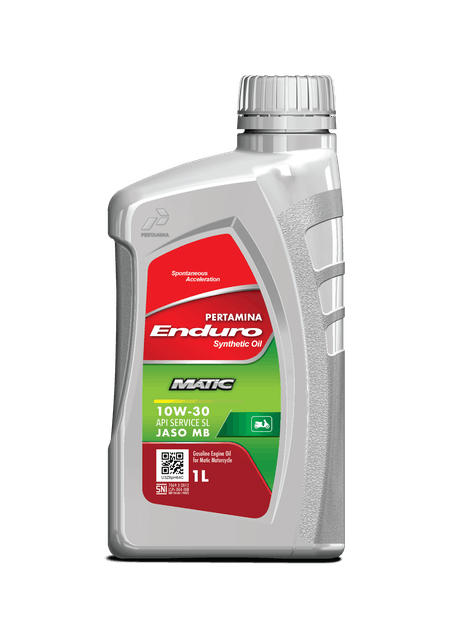 PERTAMINA
Spontaneous
Acceleration
PERTAMINA
Enduro
Synthetic Oil
MATIC
10W-30
API SERVICE SL
JASO MB
Gasoline Engine Oil
for Matic Motorcycle
1L
SNI